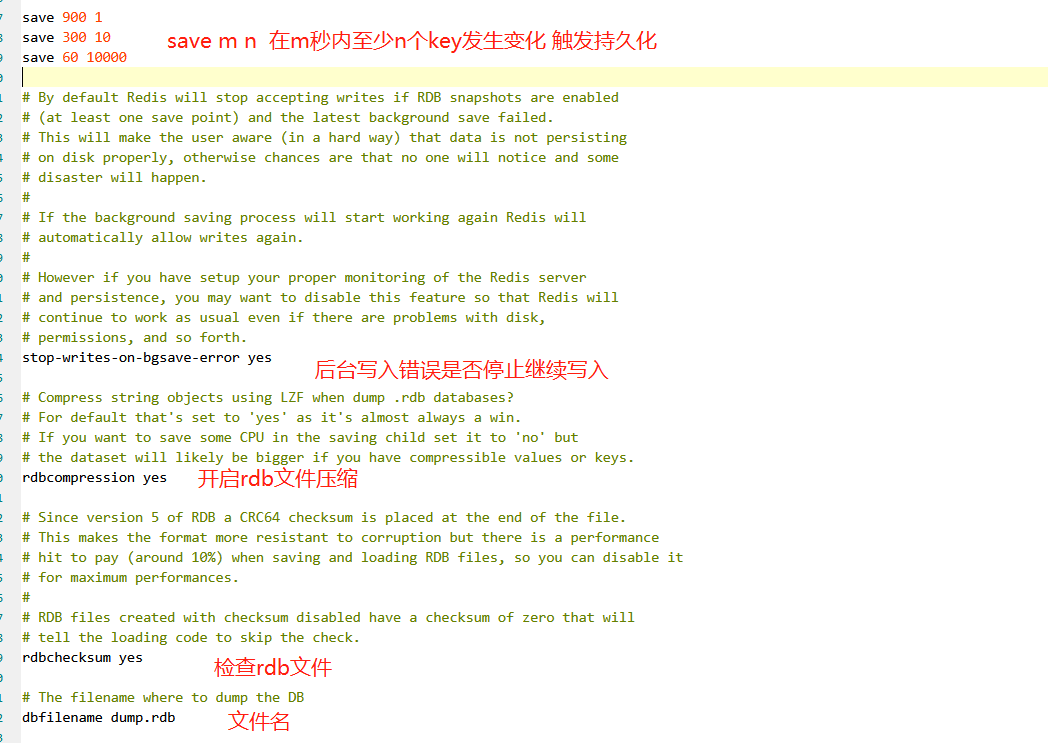 save 900 1
save 300 10
save m n 在m秒内至少n个key发生变化 触发持久化
save 60 10000
# By default Redis will stop accepting writes if RDB snapshots are enabled
# (at least one save point) and the latest background save failed.
# This will make the user aware (in a hard way) that data is not persisting
# on disk properly, otherwise chances are that no one will notice and some
# disaster will happen.
#
# If the background saving process will start working again Redis will
# automatically allow writes again.
#
# However if you have setup your proper monitoring of the Redis server
# and persistence, you may want to disable this feature so that Redis will
# continue to work as usual even if there are problems with disk,
# permissions, and so forth.
stop-writes-on-bgsave-error yes
后台写入错误是否停止继续写入
# Compress string objects using LZF when dump .rdb databases?
# For default that's set to 'yes' as it's almost always a win.
# If you want to save some CPU in the saving child set it to 'no' but
# the dataset will likely be bigger if you have compressible values or keys.
rdbcompression yes
开启rdb文件压缩
# Since version 5 of RDB a CRC64 checksum is placed at the end of the file.
# This makes the format more resistant to corruption but there is a performance
# hit to pay (around 10%) when saving and loading RDB files, so you can disable it
# for maximum performances.
#
# RDB files created with checksum disabled have a checksum of zero that will
# tell the loading code to skip the check.
rdbchecksum yes
检查rdb文件
# The filename where to dump the DB
dbfilename dump.rdb
文件名